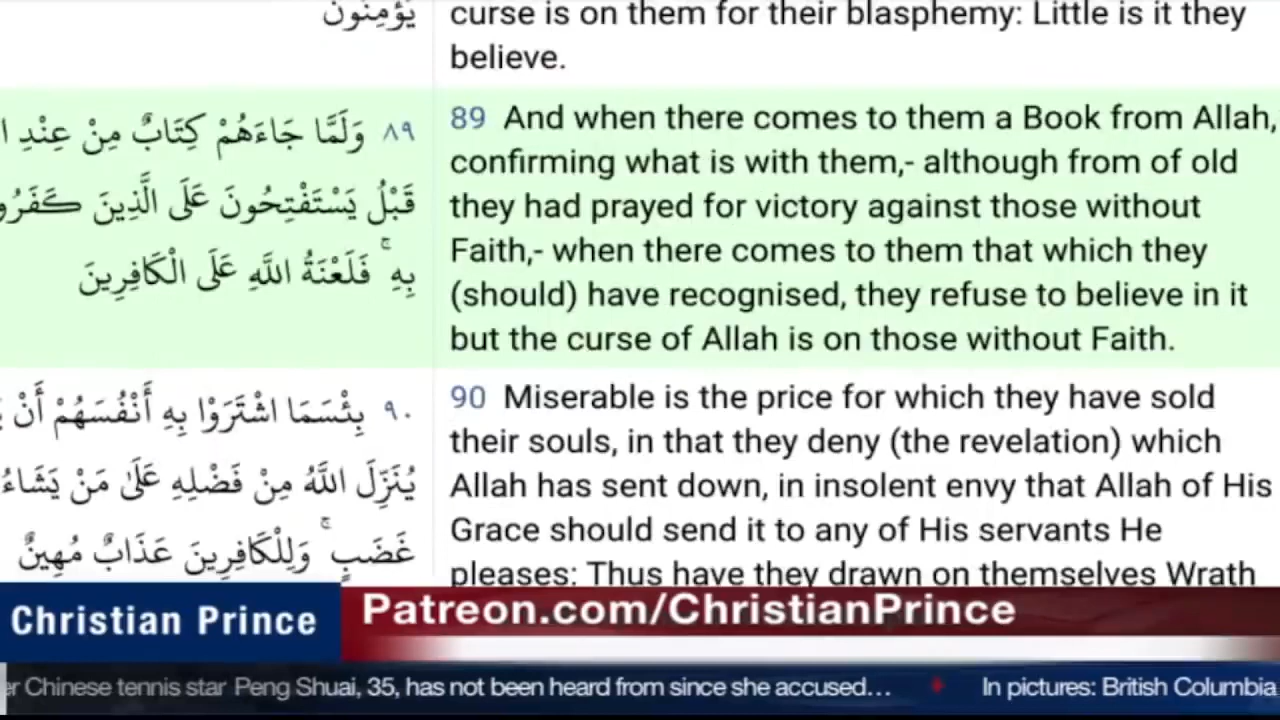 يُؤْمِنُونَ
curse is on them for their blasphemy: Little is it they
believe.
٨٩ وَلَمَّا جَاءَهُمْ كِتَابٌ مِنْ عِنْدِ
قَبْلُ يَسْتَفْتِحُونَ عَلَى الَّذِينَ كَفَرُو
بِهِ ۚ فَلَعْنَةُ اللَّهِ عَلَى الْكَافِرِينَ
89 And when there comes to them a Book from Allah,
confirming what is with them,- although from of old
they had prayed for victory against those without
Faith,- when there comes to them that which they
(should) have recognised, they refuse to believe in it
but the curse of Allah is on those without Faith.
٩٠ بِئْسَمَا اشْتَرَوْا بِهِ أَنْفُسَهُمْ أَنْ
يُنَزِّلَ اللَّهُ مِنْ فَضْلِهِ عَلَىٰ مَنْ يَشَاءُ
غَضَبٍ ۚ وَلِلْكَافِرِينَ عَذَابٌ مُهِينٌ
90 Miserable is the price for which they have sold
their souls, in that they deny (the revelation) which
Allah has sent down, in insolent envy that Allah of His
Grace should send it to any of His servants He
pleases: Thus have they drawn on themselves Wrath
Christian Prince
Patreon.com/ChristianPrince
er Chinese tennis star Peng Shuai, 35, has not been heard from since she accused... In pictures: British Columbia